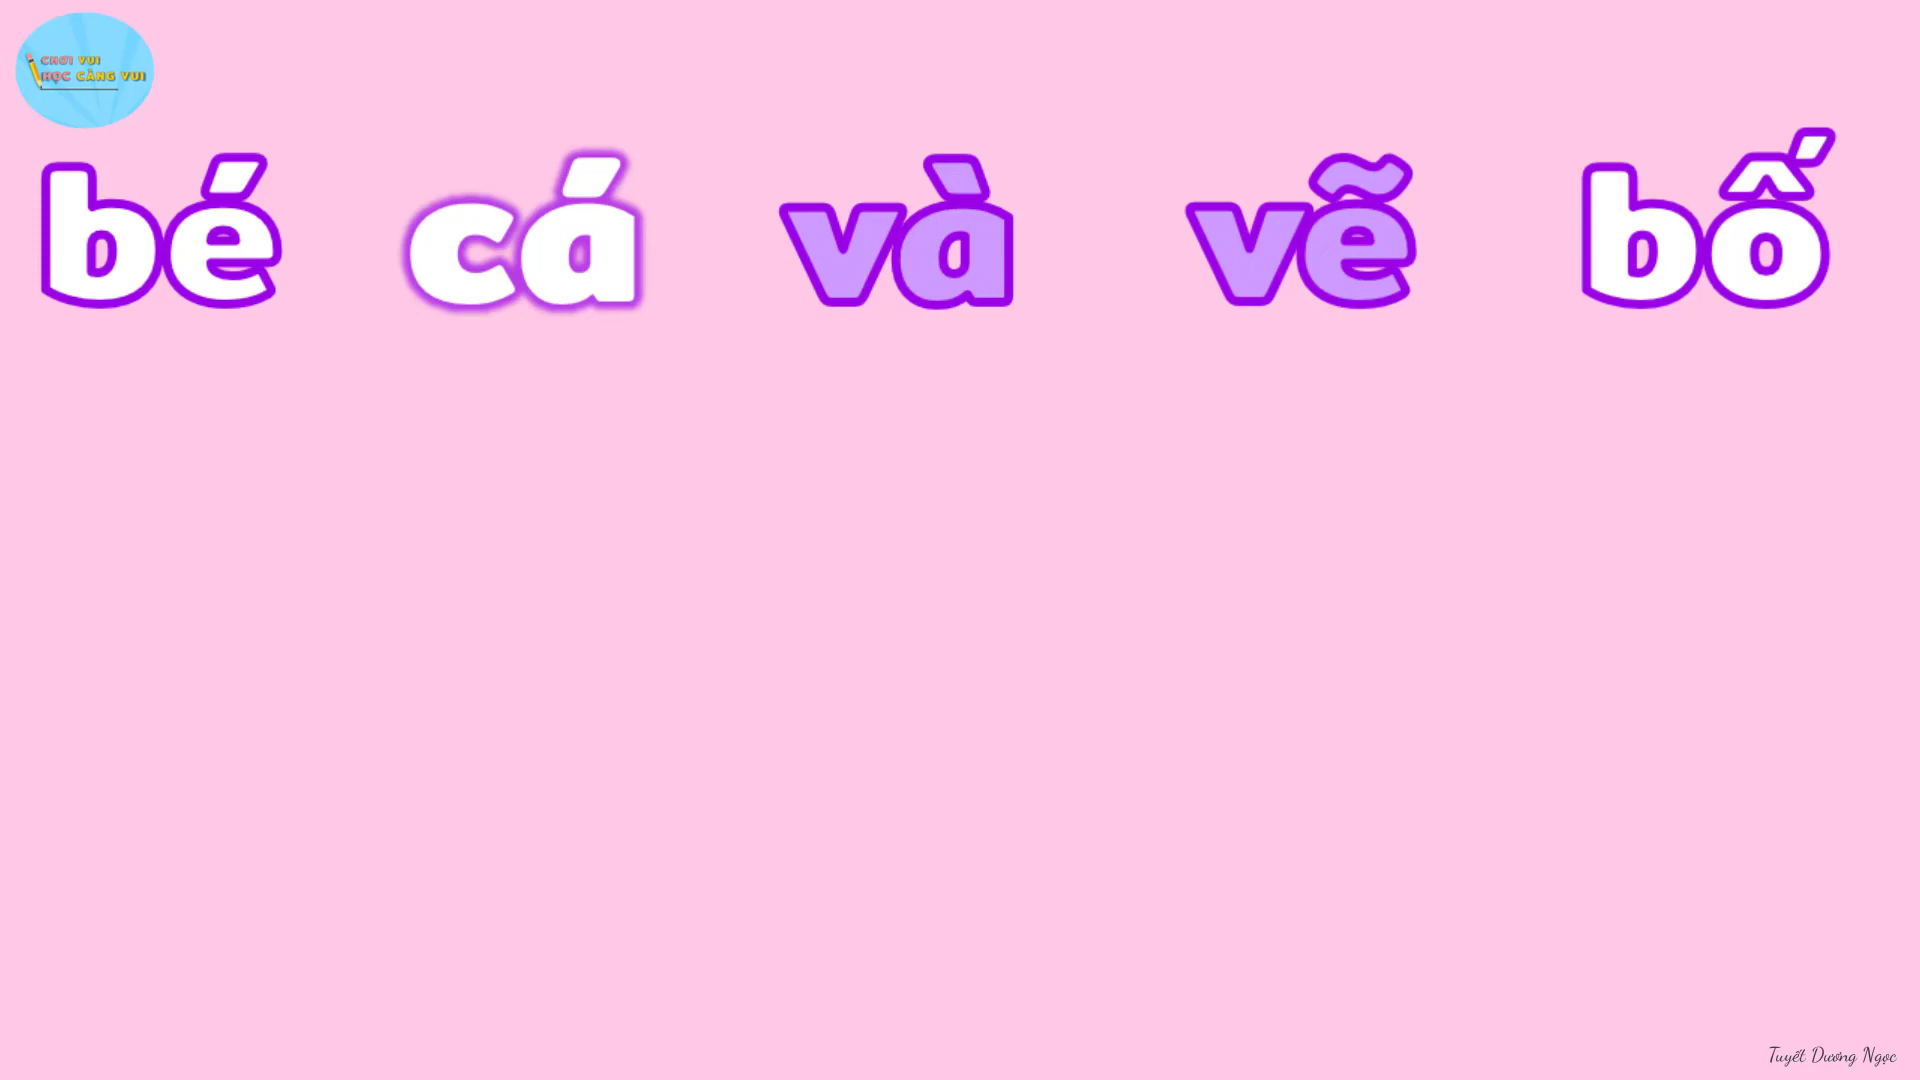 CHƠI VUI
HỌC CÀNG VUI
bé cá và vẽ bố
Tuyết Dương Ngọc